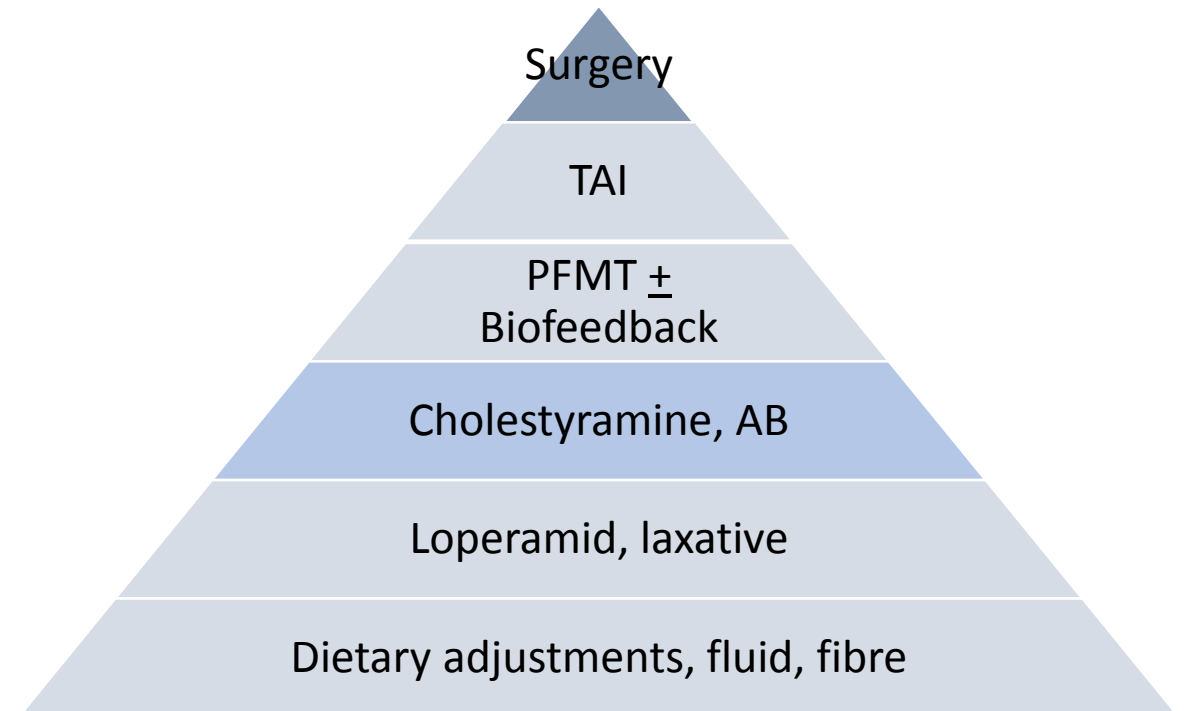 Surgery
TAI
PFMT ±
Biofeedback
Cholestyramine, AB
Loperamid, laxative
Dietary adjustments, fluid, fibre